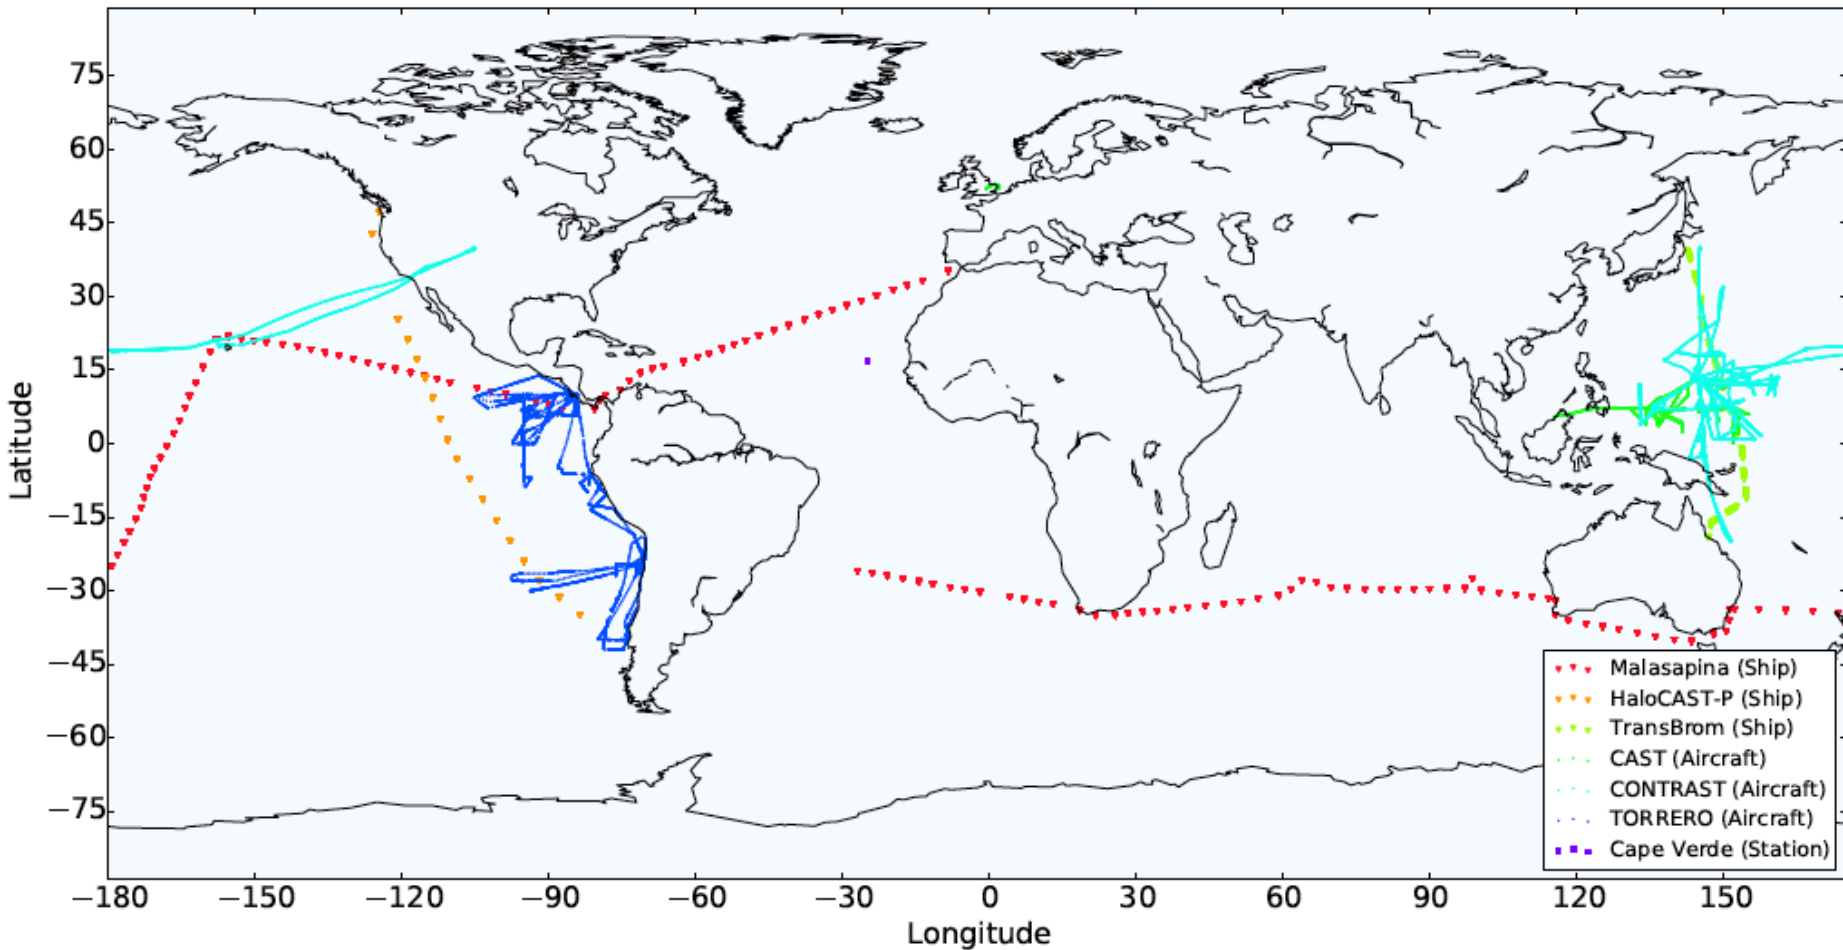 75
60
45
30
15
0
−15
−30
−45
−60
−75
Latitude
−180 −150 −120 −90 −60 −30 0 30 60 90 120 150
Longitude
Malasapina (Ship)
HaloCAST-P (Ship)
TransBrom (Ship)
CAST (Aircraft)
CONTRAST (Aircraft)
TORRERO (Aircraft)
Cape Verde (Station)